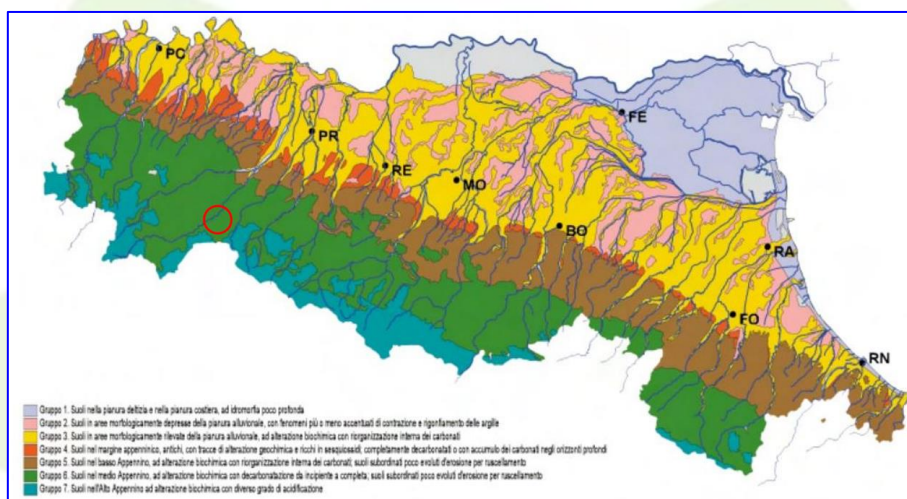 PC
PR
RE
MO
FE
BO
RA
FO
RN
Gruppo 1. Suoli nella pianura deltizia e nella pianura costiera, ad idromorfia poco profonda
Gruppo 2. Suoli in aree morfologicamente depresse della pianura alluvionale, con fenomeni più o meno accentuati di contrazione e rigonfiamento delle argille
Gruppo 3. Suoli in aree morfologicamente rilevate della pianura alluvionale, ad alterazione biochimica con riorganizzazione interna dei carbonati
Gruppo 4. Suoli nel margine appenninico, antichi, con tracce di alterazione geochimica e ricchi in sesquiossidi, completamente decarbonatati o con accumulo dei carbonati negli orizzonti profondi
Gruppo 5. Suoli nel basso Appennino, ad alterazione biochimica con riorganizzazione interna dei carbonati; suoli subordinati poco evoluti d'erosione per ruscellamento
Gruppo 6. Suoli nel medio Appennino, ad alterazione biochimica con decarbonatazione da incipiente a completa; suoli subordinati poco evoluti d'erosione per ruscellamento
Gruppo 7. Suoli nell'Alto Appennino ad alterazione biochimica con diverso grado di acidificazione